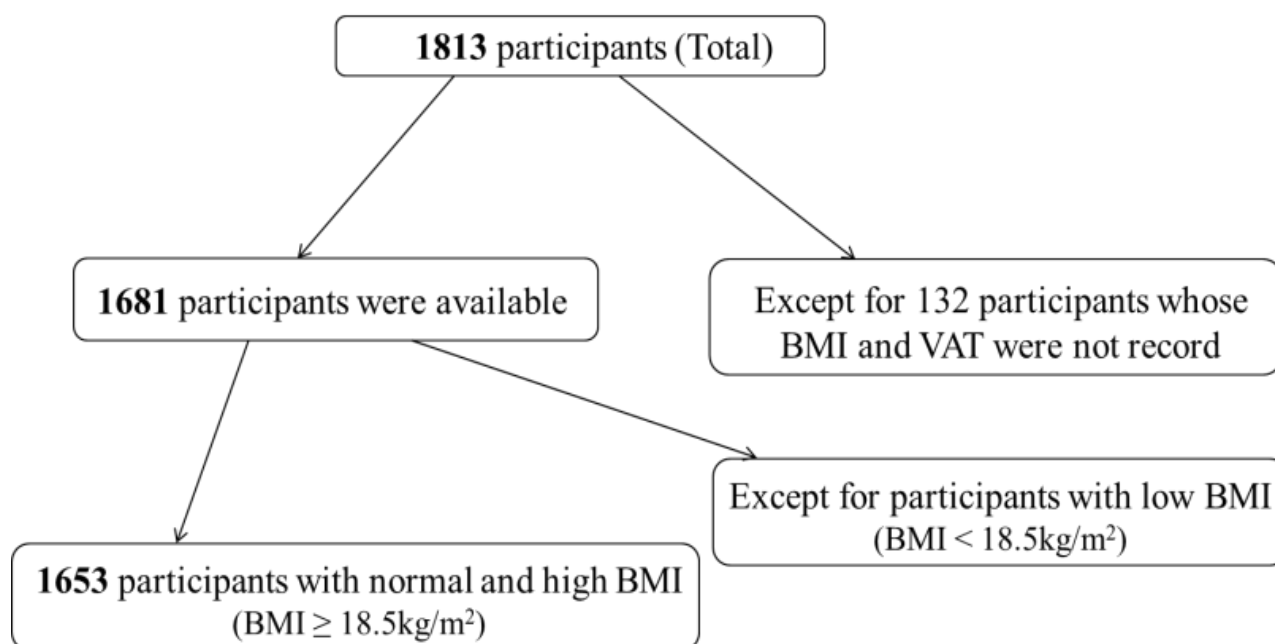 1813 participants (Total)
1681 participants were available
Except for 132 participants whose
BMI and VAT were not record
Except for participants with low BMI
(BMI < 18.5kg/m²)
1653 participants with normal and high BMI
(BMI ≥ 18.5kg/m²)